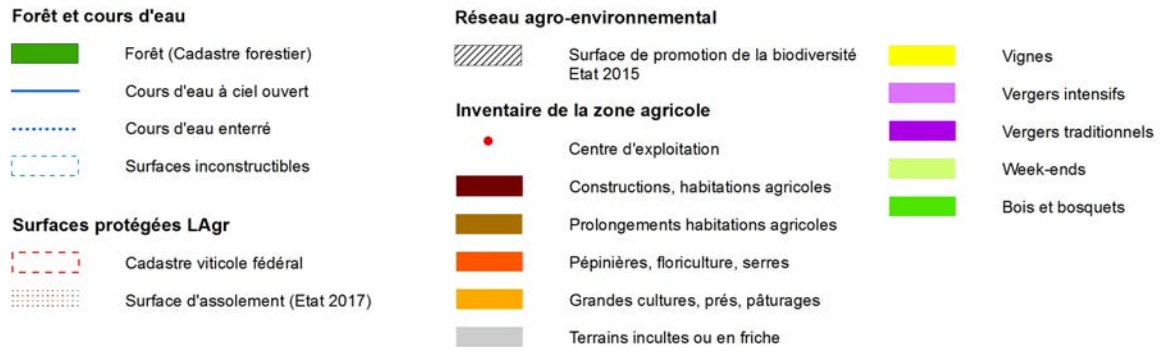 Forêt et cours d'eau
Forêt (Cadastre forestier)
Cours d'eau à ciel ouvert
Cours d'eau enterré
Surfaces inconstructibles
Surfaces protégées LAgr
Cadastre viticole fédéral
Surface d'assolement (Etat 2017)
Réseau agro-environnemental
Surface de promotion de la biodiversité
Etat 2015
Inventaire de la zone agricole
Centre d'exploitation
Constructions, habitations agricoles
Prolongements habitations agricoles
Pépinières, floriculture, serres
Grandes cultures, prés, pâturages
Terrains incultes ou en friche
Vignes
Vergers intensifs
Vergers traditionnels
Week-ends
Bois et bosquets